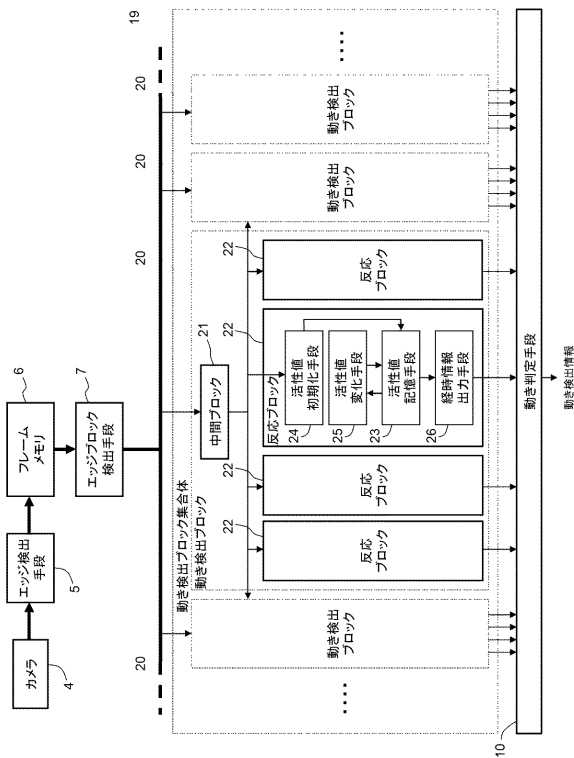 カメラ
4
エッジ検出
手段
5
フレーム
メモリ
6
エッジブロック
検出手段
7
20
20
20
20
19
動き検出ブロック集合体
動き検出ブロック
動き検出
ブロック
中間ブロック
21
動き検出
ブロック
動き検出
ブロック
22
反応
ブロック
22
反応
ブロック
22
反応ブロック
活性値
初期化手段
24
活性値
変化手段
25
活性値
記憶手段
23
経時情報
出力手段
26
22
反応
ブロック
10
動き判定手段
動き検出情報